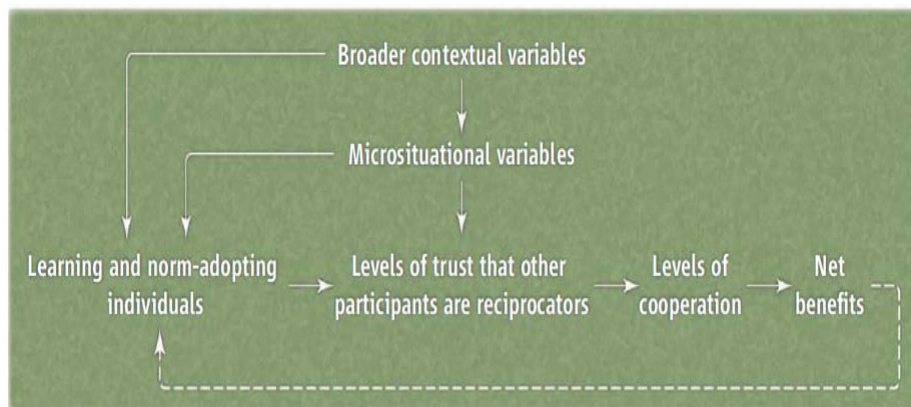 Broader contextual variables
Microsituational variables
Learning and norm-adopting
individuals
Levels of trust that other
participants are reciprocators
Levels of
cooperation
Net
benefits